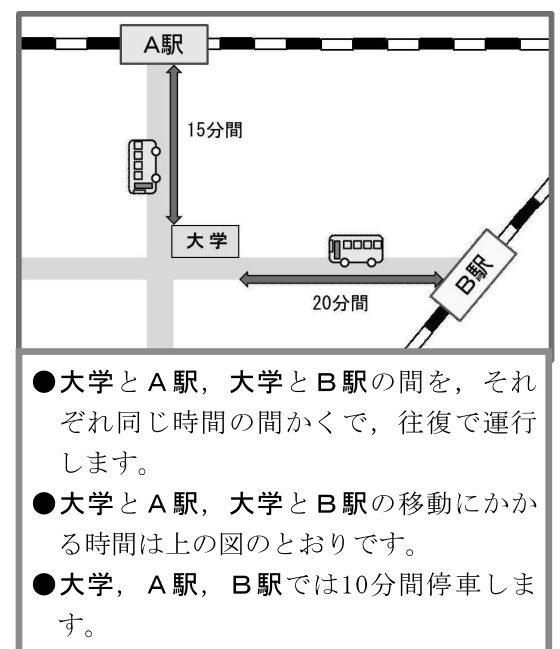 A駅
15分間
大学
B駅
20分間
●大学とA駅，大学とB駅の間を，それ
ぞれ同じ時間の間かくで，往復で運行
します。
●大学とA駅，大学とB駅の移動にかか
る時間は上の図のとおりです。
●大学，A駅，B駅では10分間停車しま
す。